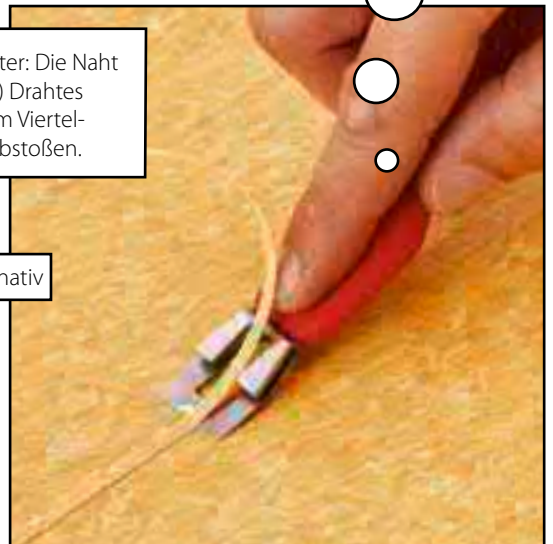 ter: Die Naht
) Drahtes
m Viertel-
bstoßen.
nativ